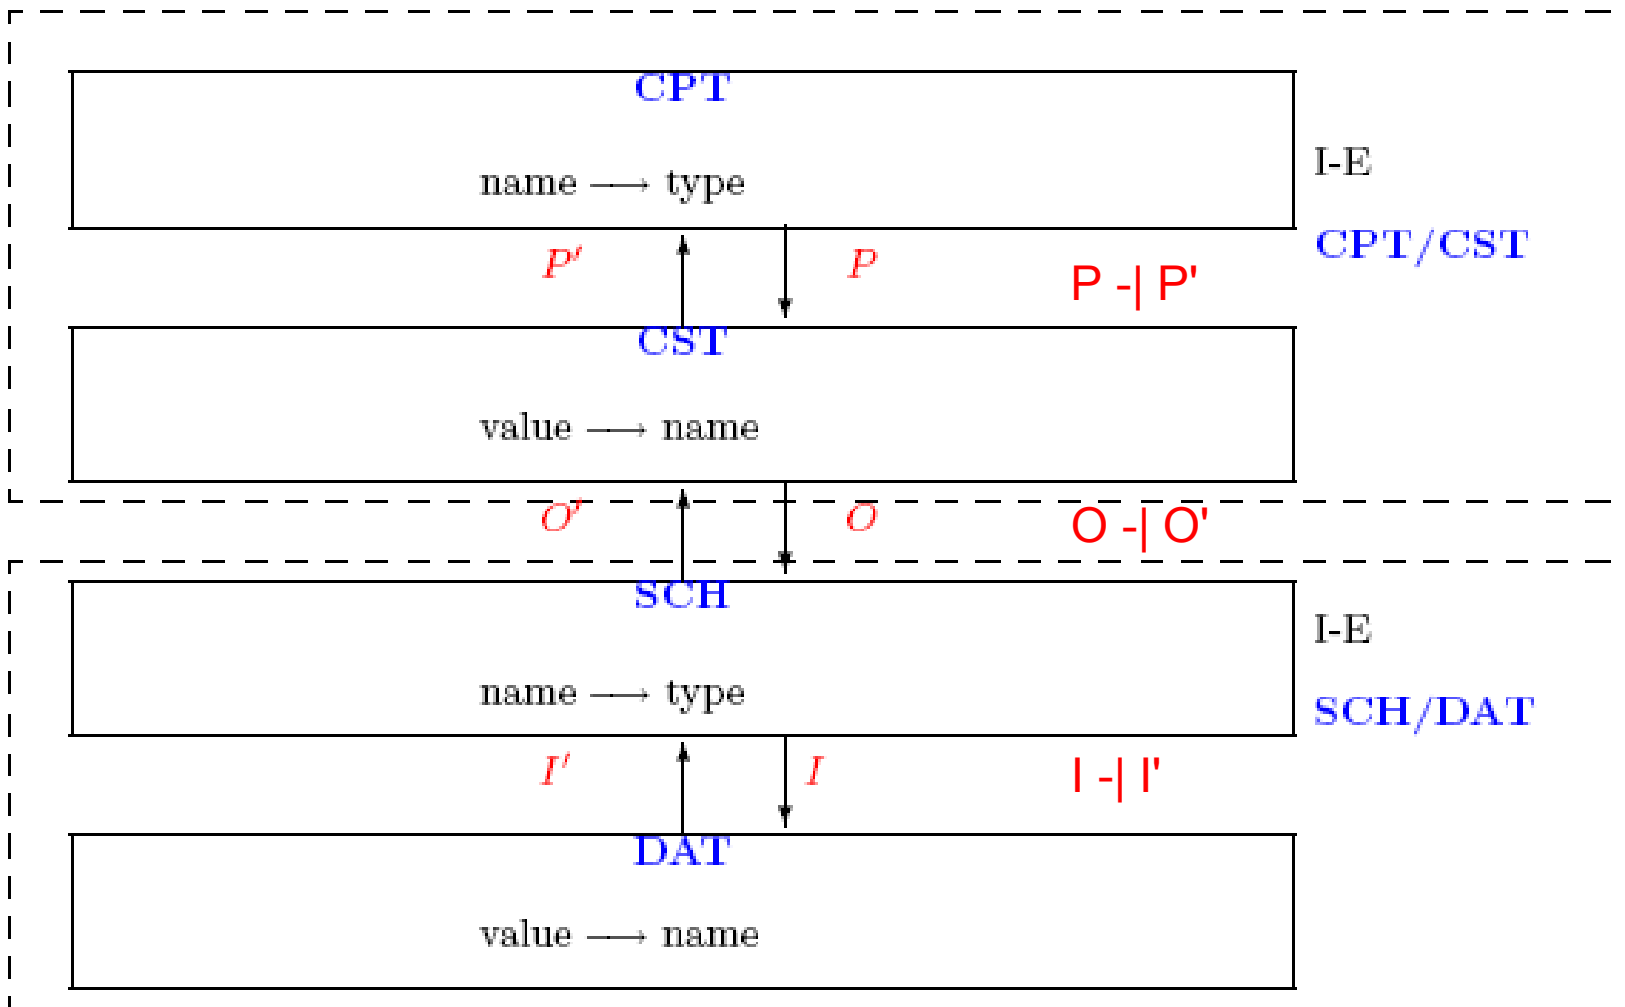 CPT
I-E
name ⟶ type
CPT/CST
P′ P P -| P'
CST
value ⟶ name
O′ O O -| O'
SCH
I-E
name ⟶ type
SCH/DAT
I′ I I -| I'
DAT
value ⟶ name